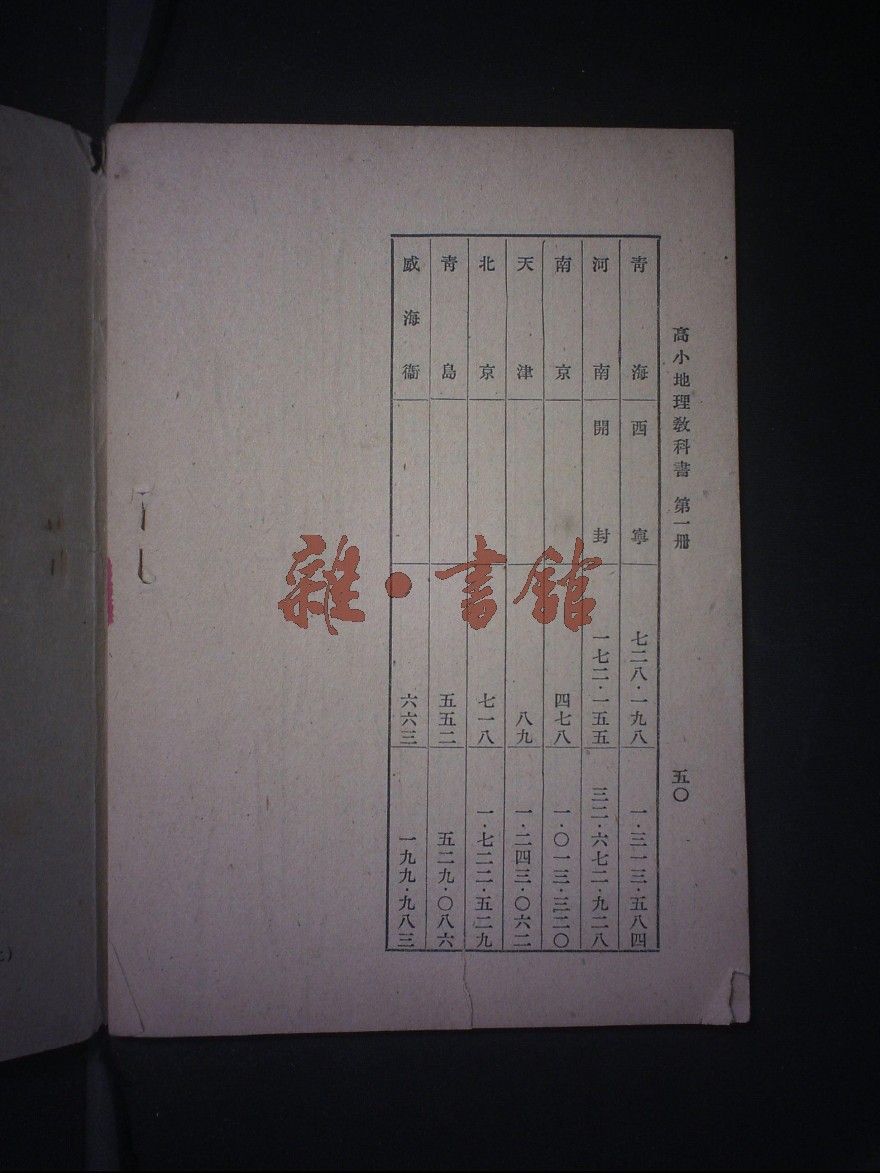 高小地理教科書 第一冊
五〇
青海 西寧 七二八·一九八 一·三一三·五八四
河南 開封 一七二·一五五 三二·六七二·九二八
南京 四七八 一·〇一三·三二〇
天津 八九 一·二四三·〇六二
北京 七一八 一·七二二·五二九
青島 五五二 五二九·〇八六
威海衞 六六三 一九九·九八三
雜·書館